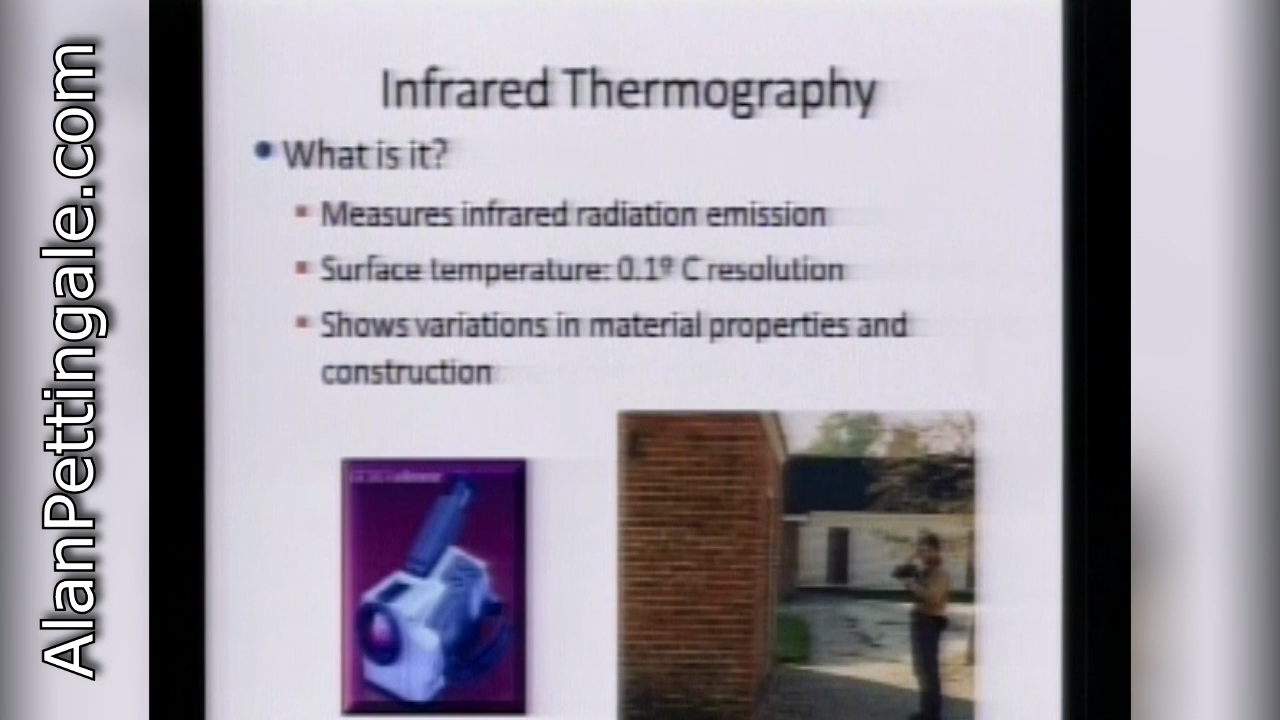 AlanPettingale.com
Infrared Thermography
• What is it?
▪ Measures infrared radiation emission
▪ Surface temperature: 0.1º C resolution
▪ Shows variations in material properties and
construction